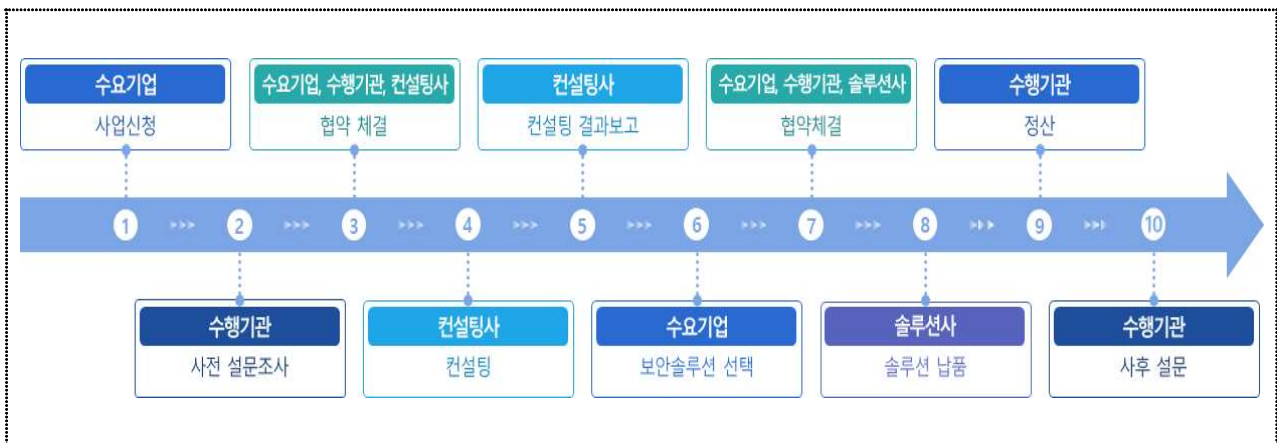 수요기업
사업신청
수요기업, 수행기관, 컨설팅사
협약 체결
컨설팅사
컨설팅 결과보고
수요기업, 수행기관, 솔루션사
협약체결
수행기관
정산
1 2 3 4 5 6 7 8 9 10
수행기관
사전 설문조사
컨설팅사
컨설팅
수요기업
보안솔루션 선택
솔루션사
솔루션 납품
수행기관
사후 설문